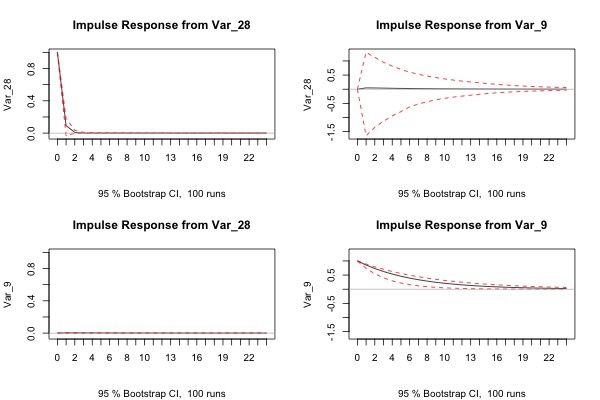 Impulse Response from Var_28
Var_28
0.0 0.4 0.8
0 2 4 6 8 10 13 16 19 22
95 % Bootstrap CI,  100 runs
Impulse Response from Var_9
Var_28
-1.5 -0.5 0.5
0 2 4 6 8 10 13 16 19 22
95 % Bootstrap CI,  100 runs
Impulse Response from Var_28
Var_9
0.0 0.4 0.8
0 2 4 6 8 10 13 16 19 22
95 % Bootstrap CI,  100 runs
Impulse Response from Var_9
Var_9
-1.5 -0.5 0.5
0 2 4 6 8 10 13 16 19 22
95 % Bootstrap CI,  100 runs